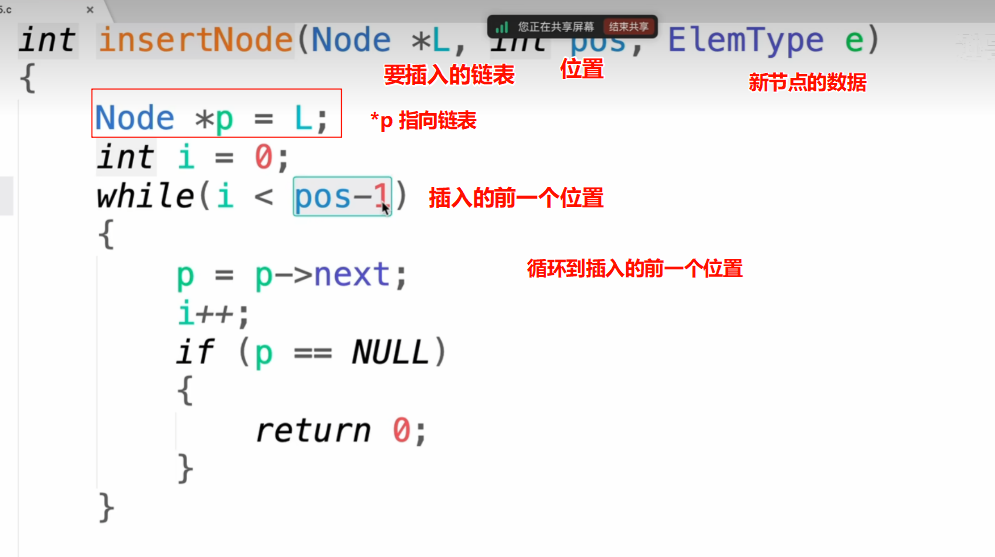 5.c ×
您正在共享屏幕 结束共享
int insertNode(Node *L, int pos, ElemType e)
要插入的链表 位置 新节点的数据
{
Node *p = L; *p 指向链表
int i = 0;
while(i < pos-1) 插入的前一个位置
{
p = p->next; 循环到插入的前一个位置
i++;
if (p == NULL)
{
return 0;
}
}